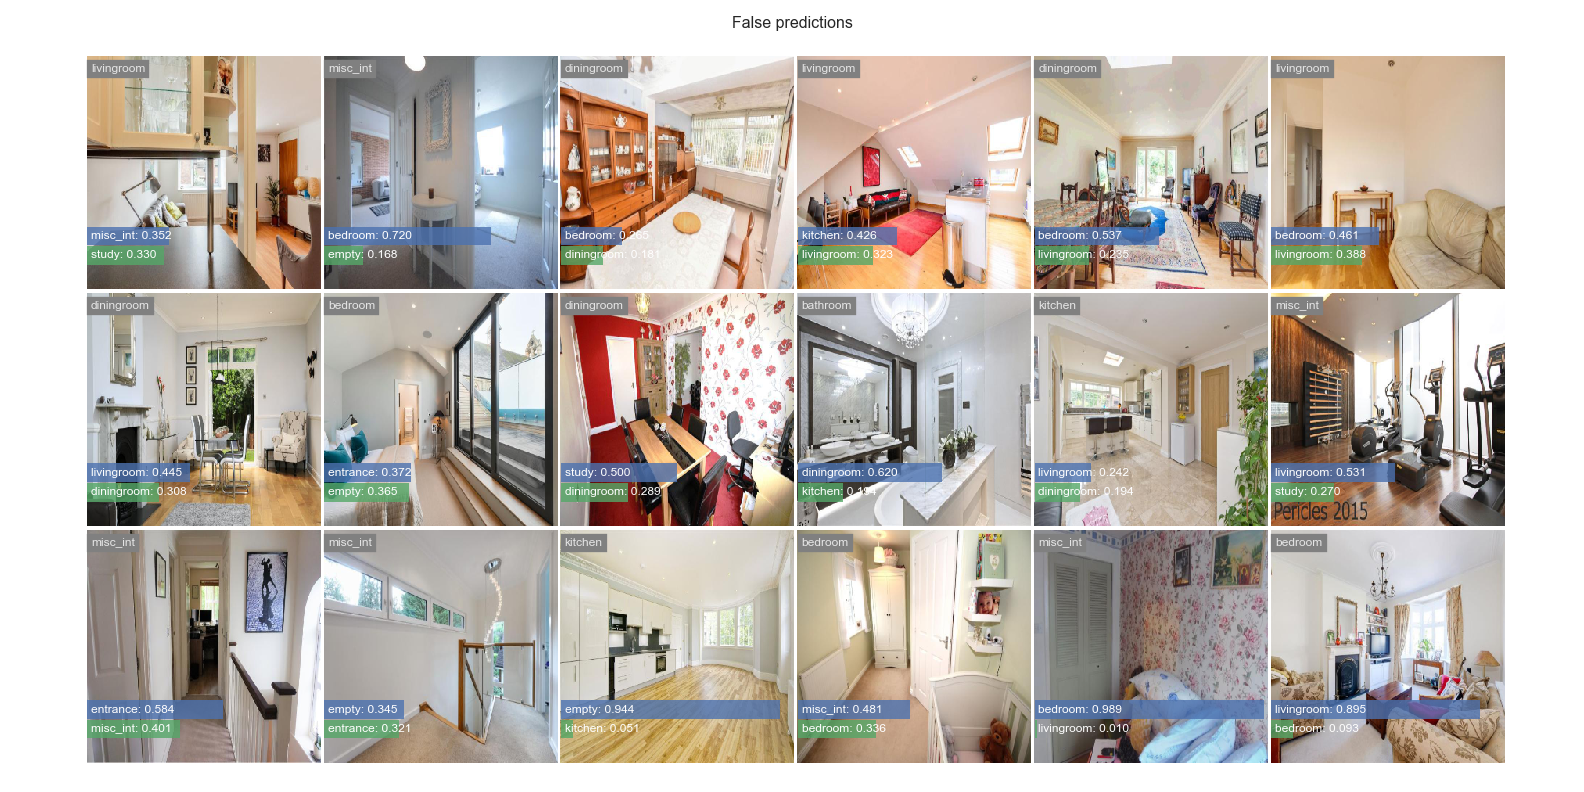 False predictions
livingroom
misc_int: 0.352
study: 0.330
misc_int
bedroom: 0.720
empty: 0.168
diningroom
bedroom: 0.265
diningroom: 0.181
livingroom
kitchen: 0.426
livingroom: 0.323
diningroom
bedroom: 0.537
livingroom: 0.235
livingroom
bedroom: 0.461
livingroom: 0.388
diningroom
livingroom: 0.445
diningroom: 0.308
bedroom
entrance: 0.372
empty: 0.365
diningroom
study: 0.500
diningroom: 0.289
bathroom
diningroom: 0.620
kitchen: 0.194
kitchen
livingroom: 0.242
diningroom: 0.194
misc_int
livingroom: 0.531
study: 0.270
Pericles 2015
misc_int
entrance: 0.584
misc_int: 0.401
misc_int
empty: 0.345
entrance: 0.321
kitchen
empty: 0.944
kitchen: 0.051
bedroom
misc_int: 0.481
bedroom: 0.336
misc_int
bedroom: 0.989
livingroom: 0.010
bedroom
livingroom: 0.895
bedroom: 0.093